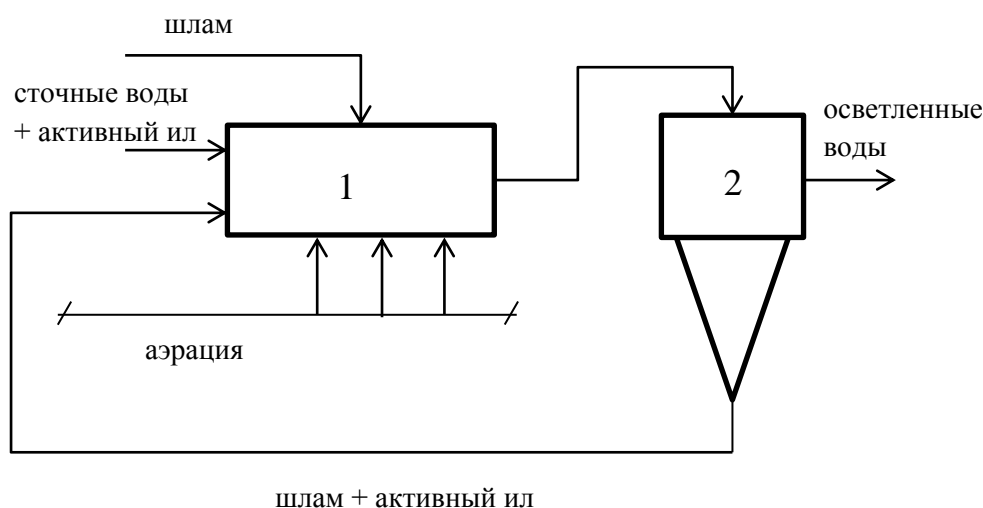 шлам
сточные воды
+ активный ил
1
2
осветленные
воды
аэрация
шлам + активный ил